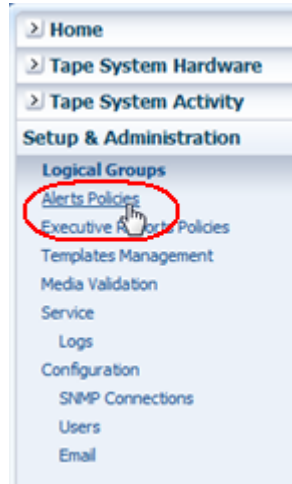 Home
Tape System Hardware
Tape System Activity
Setup & Administration
Logical Groups
Alerts Policies
Executive Reports Policies
Templates Management
Media Validation
Service
Logs
Configuration
SNMP Connections
Users
Email